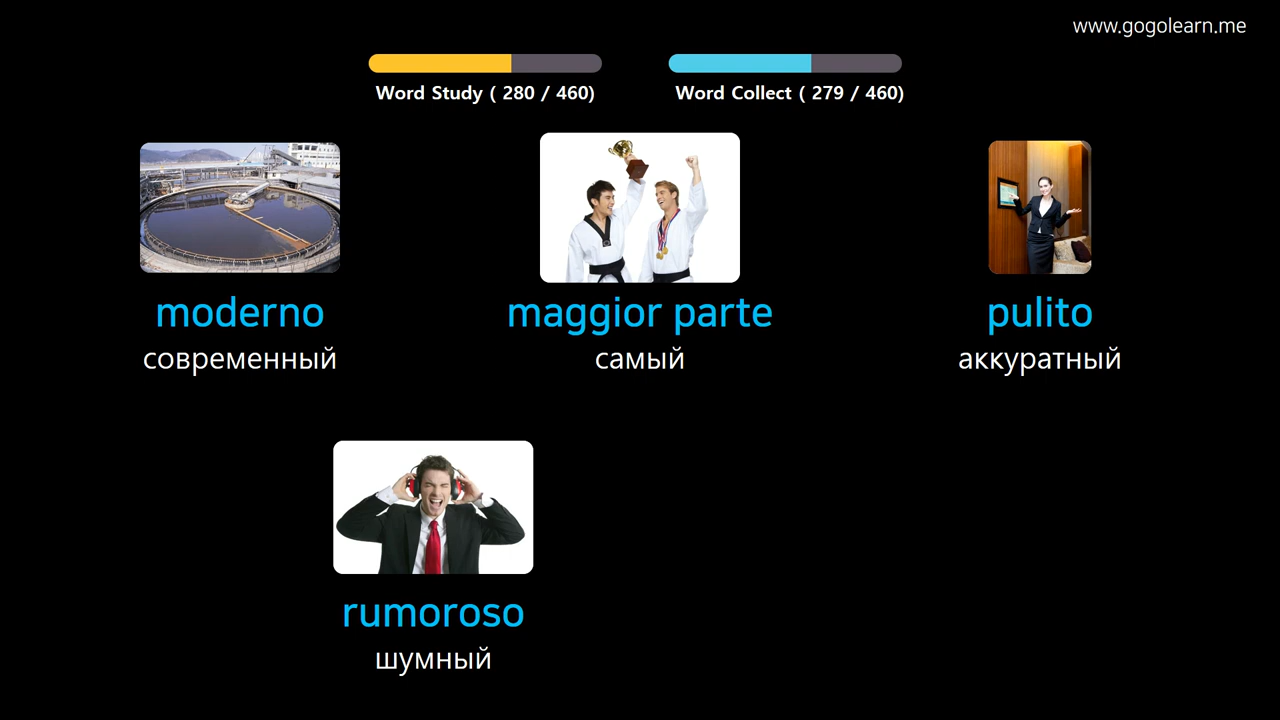 www.gogolearn.me
Word Study ( 280 / 460)
Word Collect ( 279 / 460)
moderno
современный
maggior parte
самый
pulito
аккуратный
rumoroso
шумный